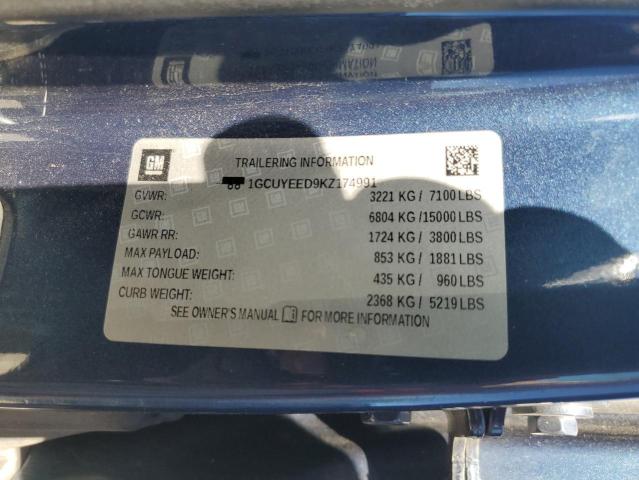 GM
TRAILERING INFORMATION
1GCUYEED9KZ174991
GVWR: 3221 KG / 7100 LBS
GCWR: 6804 KG / 15000 LBS
GAWR RR: 1724 KG / 3800 LBS
MAX PAYLOAD: 853 KG / 1881 LBS
MAX TONGUE WEIGHT: 435 KG / 960 LBS
CURB WEIGHT: 2368 KG / 5219 LBS
SEE OWNER'S MANUAL FOR MORE INFORMATION